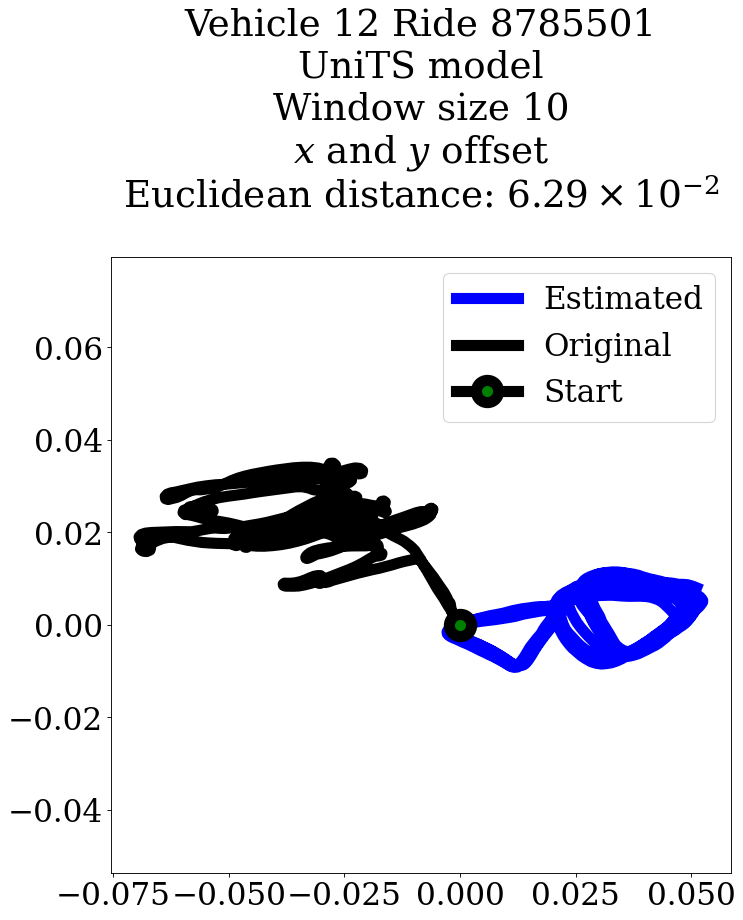 Vehicle 12 Ride 8785501
UniTS model
Window size 10
x and y offset
Euclidean distance: 6.29 × 10⁻²
Estimated
Original
Start
0.06
0.04
0.02
0.00
−0.02
−0.04
−0.075 −0.050 −0.025 0.000 0.025 0.050